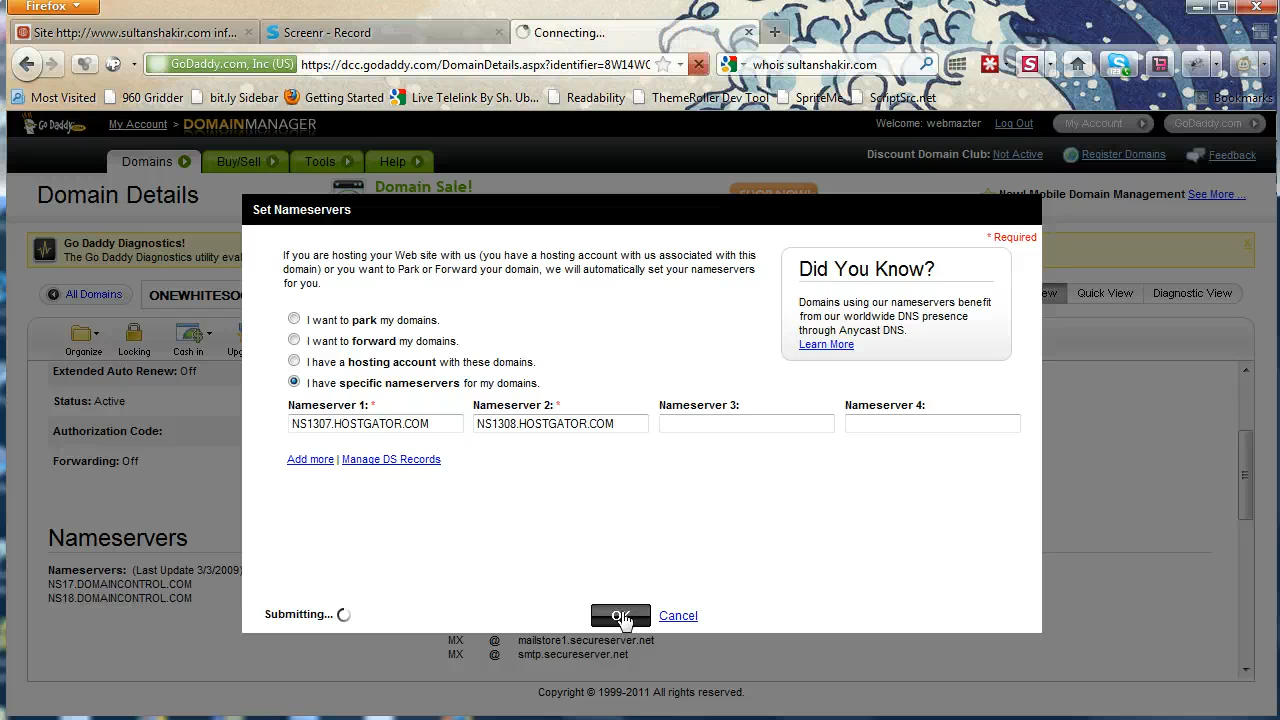 Firefox
Site http://www.sultanshakir.com inf...
Screenr - Record
Connecting...
GoDaddy.com, Inc (US)
https://dcc.godaddy.com/DomainDetails.aspx?identifier=8W14WC
whois sultanshakir.com
Most Visited
960 Gridder
bit.ly Sidebar
Getting Started
Live Telelink By Sh. Ub...
Readability
ThemeRoller Dev Tool
SpriteMe
ScriptSrc.net
Bookmarks
Go Daddy.com
My Account > DOMAINMANAGER
Welcome: webmazter
Log Out
My Account
GoDaddy.com
Domains
Buy/Sell
Tools
Help
Discount Domain Club: Not Active
Register Domains
Feedback
Domain Details
Domain Sale!
SHOP NOW!
Now! Mobile Domain Management See More ...
Set Nameservers
* Required
Go Daddy Diagnostics!
The Go Daddy Diagnostics utility eval
If you are hosting your Web site with us (you have a hosting account with us associated with this
domain) or you want to Park or Forward your domain, we will automatically set your nameservers
for you.
Did You Know?
Domains using our nameservers benefit
from our worldwide DNS presence
through Anycast DNS.
Learn More
All Domains
ONEWHITESO
Quick View
Diagnostic View
Organize
Locking
Cash in
Upg
I want to park my domains.
I want to forward my domains.
I have a hosting account with these domains.
I have specific nameservers for my domains.
Nameserver 1: *
Nameserver 2: *
Nameserver 3:
Nameserver 4:
NS1307.HOSTGATOR.COM
NS1308.HOSTGATOR.COM
Add more | Manage DS Records
Extended Auto Renew: Off
Status: Active
Authorization Code:
Forwarding: Off
Nameservers
Nameservers: (Last Update 3/3/2009)
NS17.DOMAINCONTROL.COM
NS18.DOMAINCONTROL.COM
Submitting...
OK
Cancel
MX @ mailstore1.secureserver.net
MX @ smtp.secureserver.net
Copyright © 1999-2011 All rights reserved.